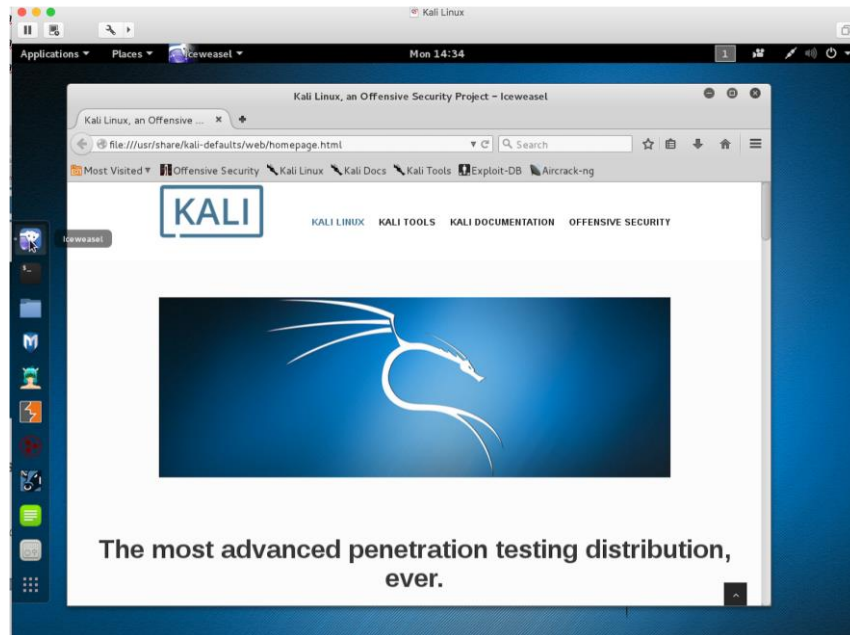 Kali Linux
Applications Places Iceweasel Mon 14:34 1
Kali Linux, an Offensive Security Project – Iceweasel
Kali Linux, an Offensive ...
file:///usr/share/kali-defaults/web/homepage.html Search
Most Visited Offensive Security Kali Linux Kali Docs Kali Tools Exploit-DB Aircrack-ng
KALI
KALI LINUX KALI TOOLS KALI DOCUMENTATION OFFENSIVE SECURITY
Iceweasel
The most advanced penetration testing distribution,
ever.